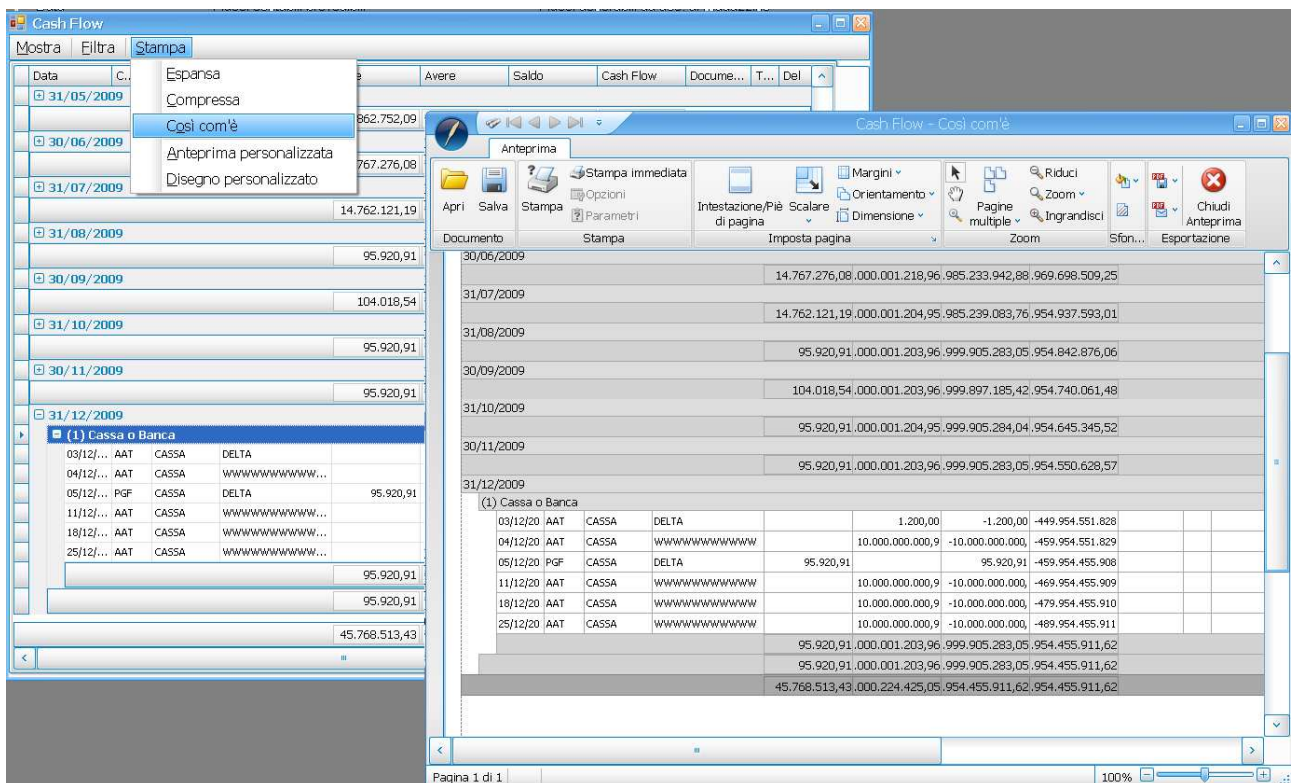 Cash Flow
Mostra Filtra Stampa
Espansa
Compressa
Così com'è
Anteprima personalizzata
Disegno personalizzato
Data C... Avere Saldo Cash Flow Docume... T... Del
31/05/2009
862.752,09
30/06/2009
767.276,08
31/07/2009
14.762.121,19
31/08/2009
95.920,91
30/09/2009
104.018,54
31/10/2009
95.920,91
30/11/2009
95.920,91
31/12/2009
(1) Cassa o Banca
03/12/... AAT CASSA DELTA
04/12/... AAT CASSA WWWWWWWWWW...
05/12/... PGF CASSA DELTA 95.920,91
11/12/... AAT CASSA WWWWWWWWWW...
18/12/... AAT CASSA WWWWWWWWWW...
25/12/... AAT CASSA WWWWWWWWWW...
95.920,91
95.920,91
45.768.513,43
Cash Flow - Così com'è
Anteprima
Apri Salva Stampa
Stampa immediata
Opzioni
Parametri
Intestazione/Piè di pagina
Scalare
Margini
Orientamento
Dimensione
Pagine multiple
Riduci
Zoom
Ingrandisci
Chiudi Anteprima
Documento Stampa Imposta pagina Zoom Sfon... Esportazione
30/06/2009
14.767.276,08 .000.001.218,96 .985.233.942,88 .969.698.509,25
31/07/2009
14.762.121,19 .000.001.204,95 .985.239.083,76 .954.937.593,01
31/08/2009
95.920,91 .000.001.203,96 .999.905.283,05 .954.842.876,06
30/09/2009
104.018,54 .000.001.203,96 .999.897.185,42 .954.740.061,48
31/10/2009
95.920,91 .000.001.204,95 .999.905.284,04 .954.645.345,52
30/11/2009
95.920,91 .000.001.203,96 .999.905.283,05 .954.550.628,57
31/12/2009
(1) Cassa o Banca
03/12/20 AAT CASSA DELTA 1.200,00 -1.200,00 -449.954.551.828
04/12/20 AAT CASSA WWWWWWWWWWW 10.000.000.000,9 -10.000.000.000, -459.954.551.829
05/12/20 PGF CASSA DELTA 95.920,91 95.920,91 -459.954.455.908
11/12/20 AAT CASSA WWWWWWWWWWW 10.000.000.000,9 -10.000.000.000, -469.954.455.909
18/12/20 AAT CASSA WWWWWWWWWWW 10.000.000.000,9 -10.000.000.000, -479.954.455.910
25/12/20 AAT CASSA WWWWWWWWWWW 10.000.000.000,9 -10.000.000.000, -489.954.455.911
95.920,91 .000.001.203,96 .999.905.283,05 .954.455.911,62
95.920,91 .000.001.203,96 .999.905.283,05 .954.455.911,62
45.768.513,43 .000.224.425,05 .954.455.911,62 .954.455.911,62
Pagina 1 di 1
100%